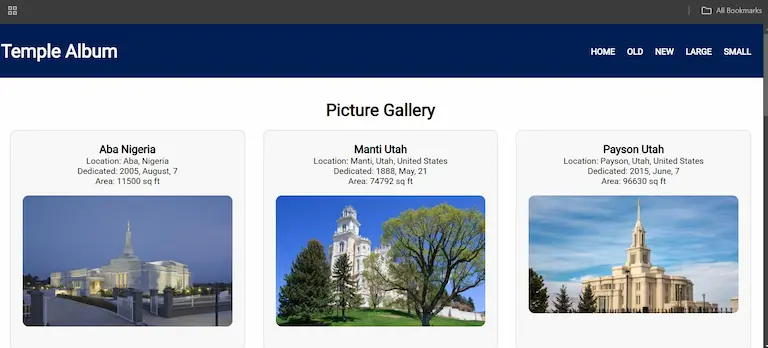 All Bookmarks
Temple Album
HOME OLD NEW LARGE SMALL
Picture Gallery
Aba Nigeria
Location: Aba, Nigeria
Dedicated: 2005, August, 7
Area: 11500 sq ft
Manti Utah
Location: Manti, Utah, United States
Dedicated: 1888, May, 21
Area: 74792 sq ft
Payson Utah
Location: Payson, Utah, United States
Dedicated: 2015, June, 7
Area: 96630 sq ft